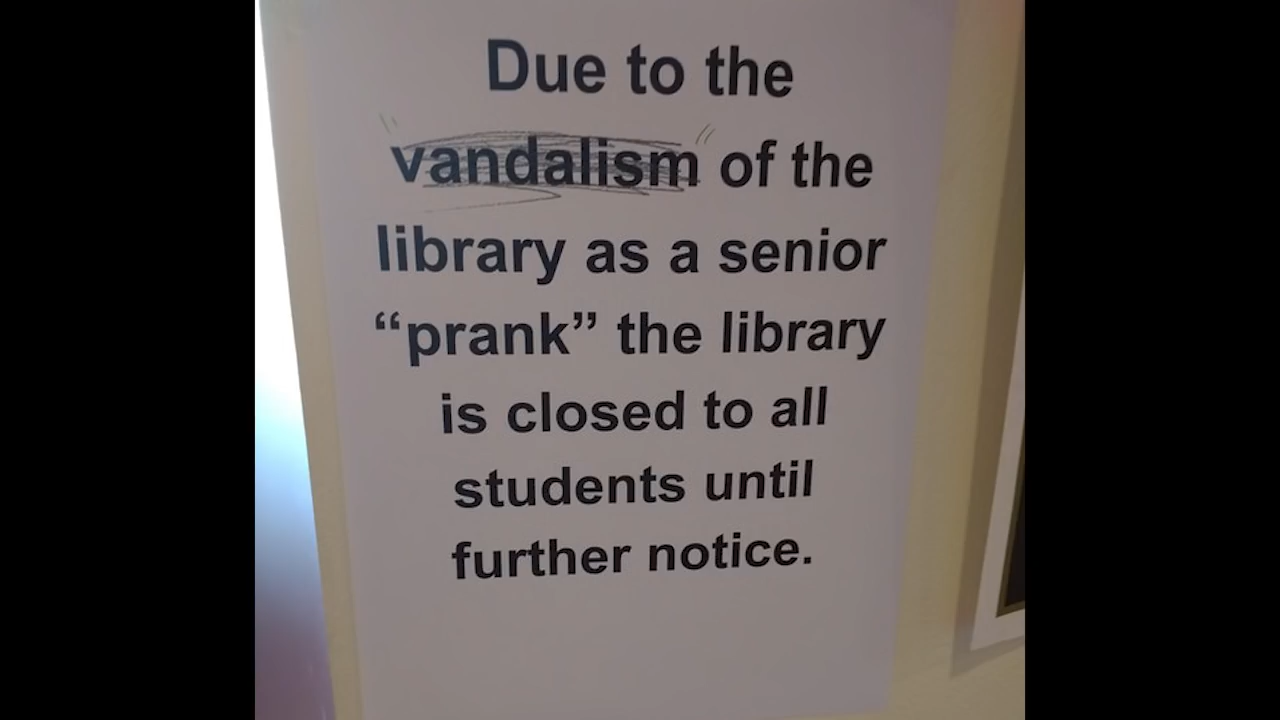 Due to the
"vandalism" of the
library as a senior
“prank” the library
is closed to all
students until
further notice.